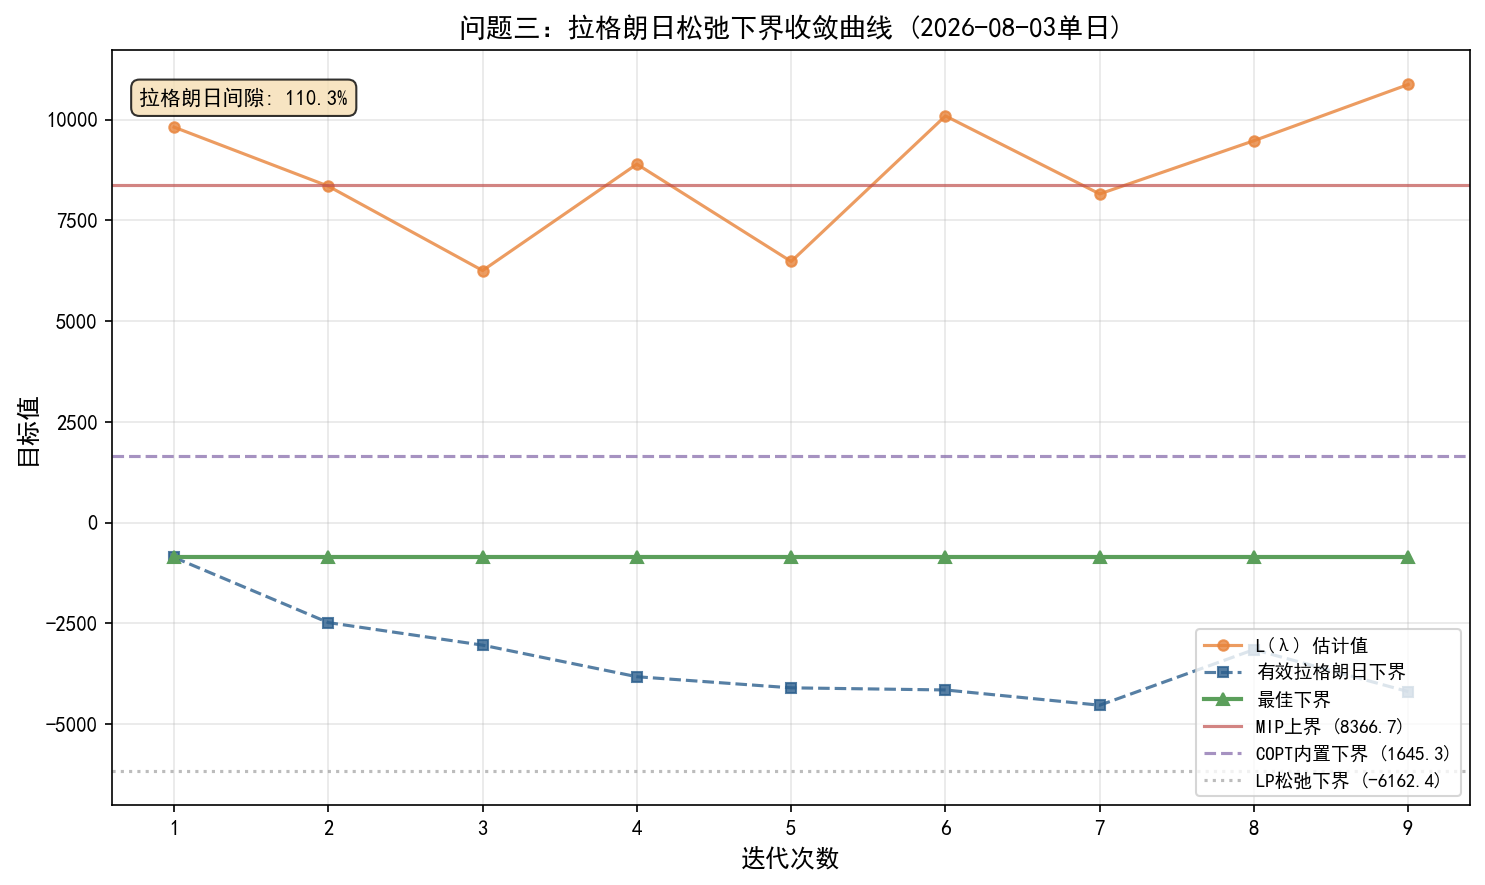 问题三：拉格朗日松弛下界收敛曲线 (2026-08-03单日)
拉格朗日间隙: 110.3%
目标值
10000
7500
5000
2500
0
−2500
−5000
L(λ) 估计值
有效拉格朗日下界
最佳下界
MIP上界 (8366.7)
COPT内置下界 (1645.3)
LP松弛下界 (-6162.4)
1 2 3 4 5 6 7 8 9
迭代次数